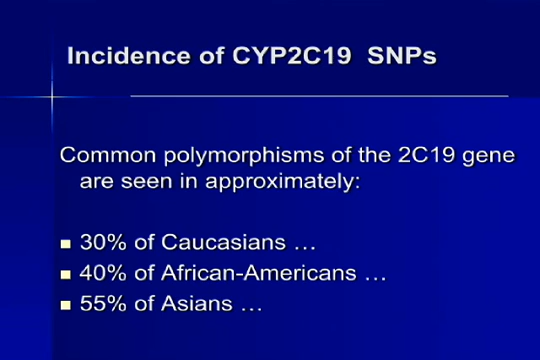 Incidence of CYP2C19 SNPs
Common polymorphisms of the 2C19 gene
are seen in approximately:
30% of Caucasians …
40% of African-Americans …
55% of Asians …